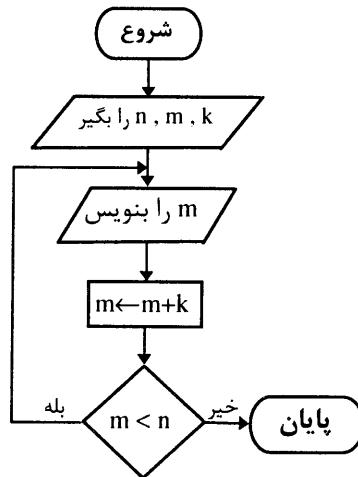 شروع
n , m , k را بگیر
m را بنویس
m←m+k
m < n
بله
خیر
پایان